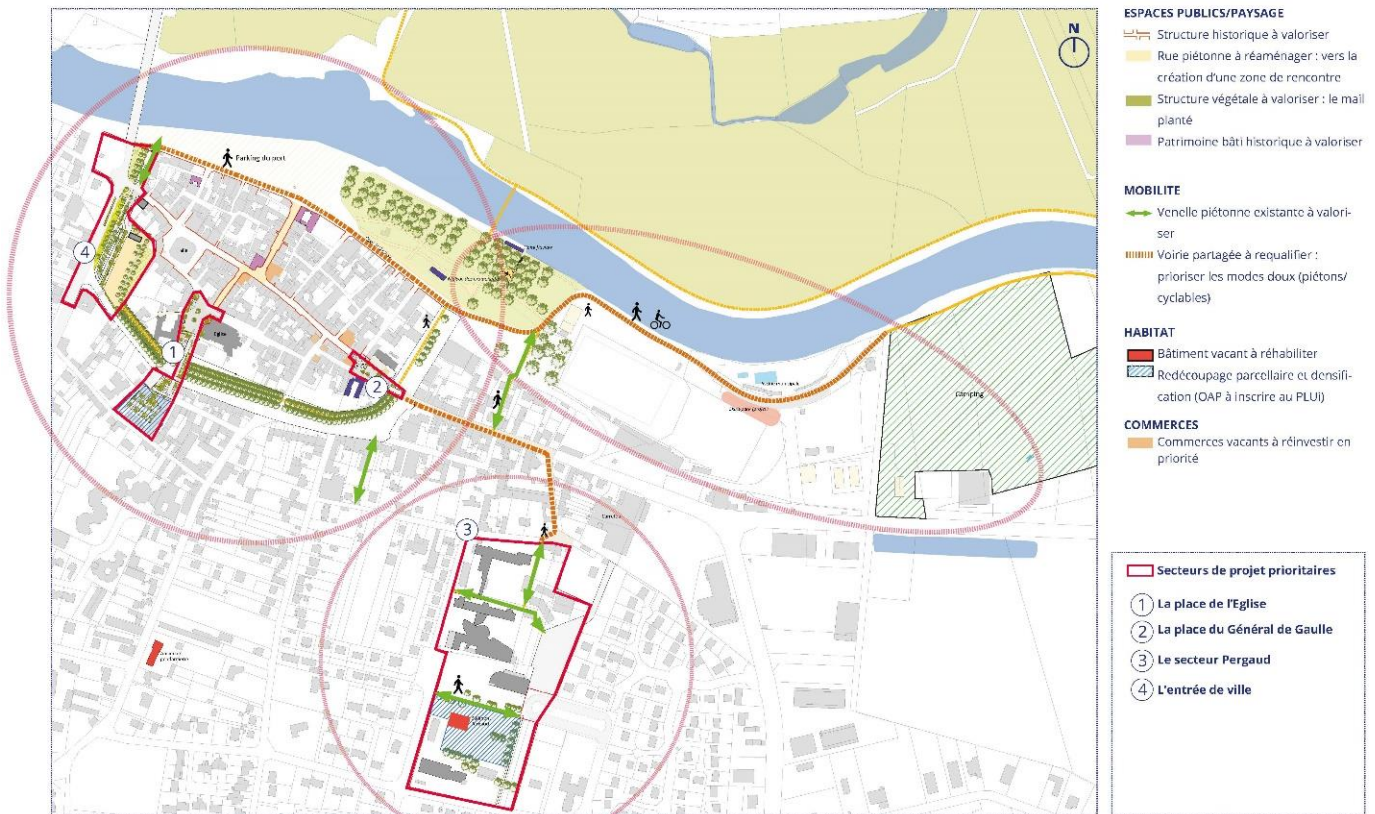 N
Parking du port
4
Eglise
1
2
Camping
Carrefour
3
ESPACES PUBLICS/PAYSAGE
Structure historique à valoriser
Rue piétonne à réaménager : vers la
création d'une zone de rencontre
Structure végétale à valoriser : le mail
planté
Patrimoine bâti historique à valoriser
MOBILITE
Venelle piétonne existante à valori-
ser
Voirie partagée à requalifier :
prioriser les modes doux (piétons/
cyclables)
HABITAT
Bâtiment vacant à réhabiliter
Redécoupage parcellaire et densifi-
cation (OAP à inscrire au PLUi)
COMMERCES
Commerces vacants à réinvestir en
priorité
Secteurs de projet prioritaires
1 La place de l'Eglise
2 La place du Général de Gaulle
3 Le secteur Pergaud
4 L'entrée de ville